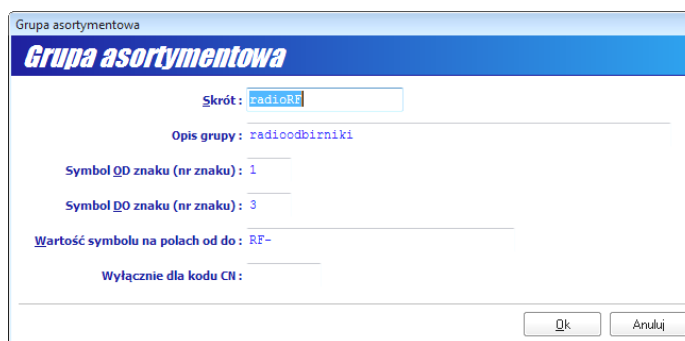 Grupa asortymentowa
Grupa asortymentowa
Skrót : radioRF
Opis grupy : radioodbirniki
Symbol OD znaku (nr znaku) : 1
Symbol DO znaku (nr znaku) : 3
Wartość symbolu na polach od do : RF-
Wyłącznie dla kodu CN :
Ok Anuluj